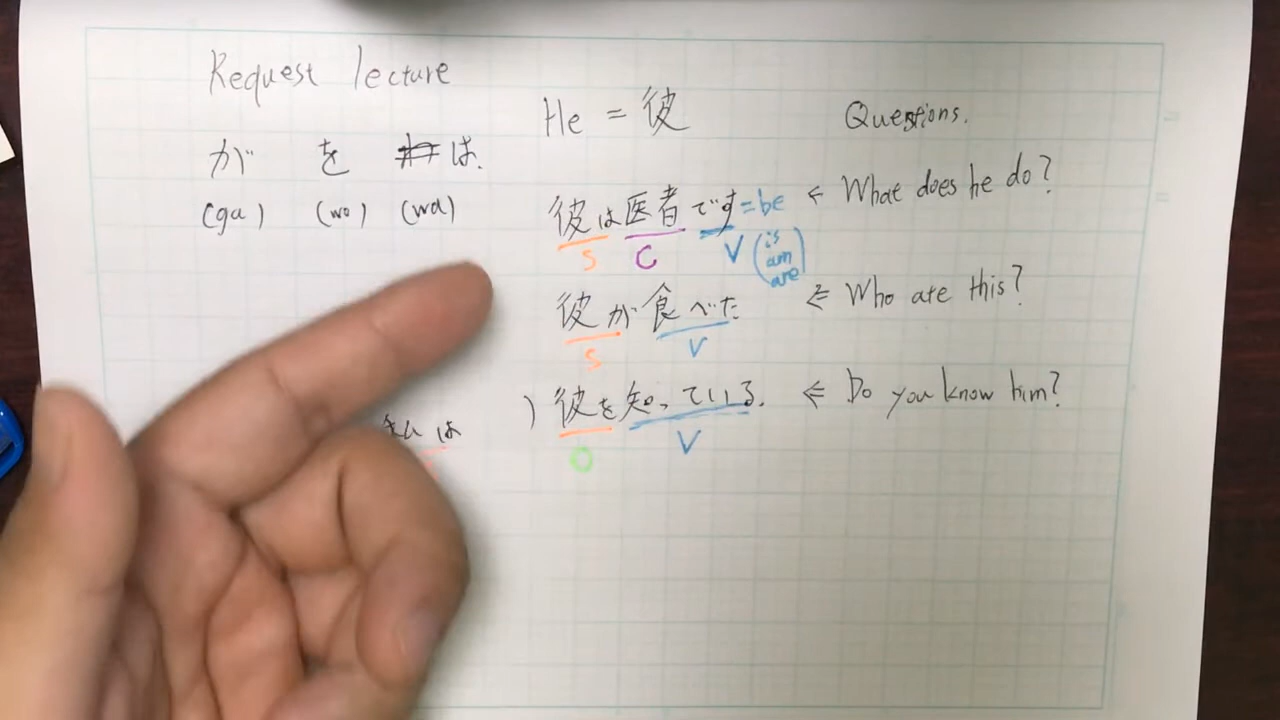 Request lecture
が を は.
(ga) (wo) (wa)
He = 彼
Questions.
彼は医者です=be ← What does he do?
S C V (is am are)
彼が食べた ⇐ Who ate this?
S V
私は ) 彼を知っている. ⇐ Do you know him?
O V